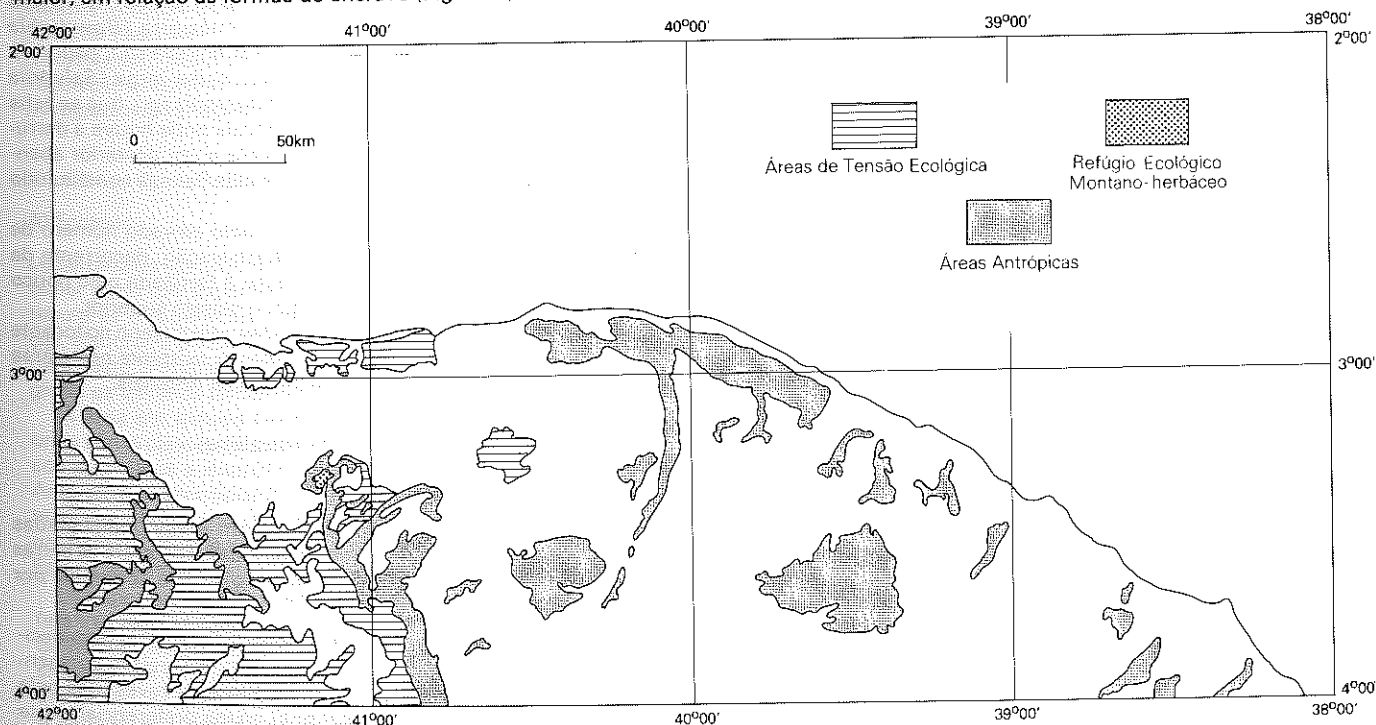 maior, em relação às formas de
42°00' 41°00' 40°00' 39°00' 38°00'
2°00' 2°00'
0 50km
Áreas de Tensão Ecológica
Refúgio Ecológico
Montano-herbáceo
Áreas Antrópicas
3°00' 3°00'
4°00' 4°00'
42°00' 41°00' 40°00' 39°00' 38°00'